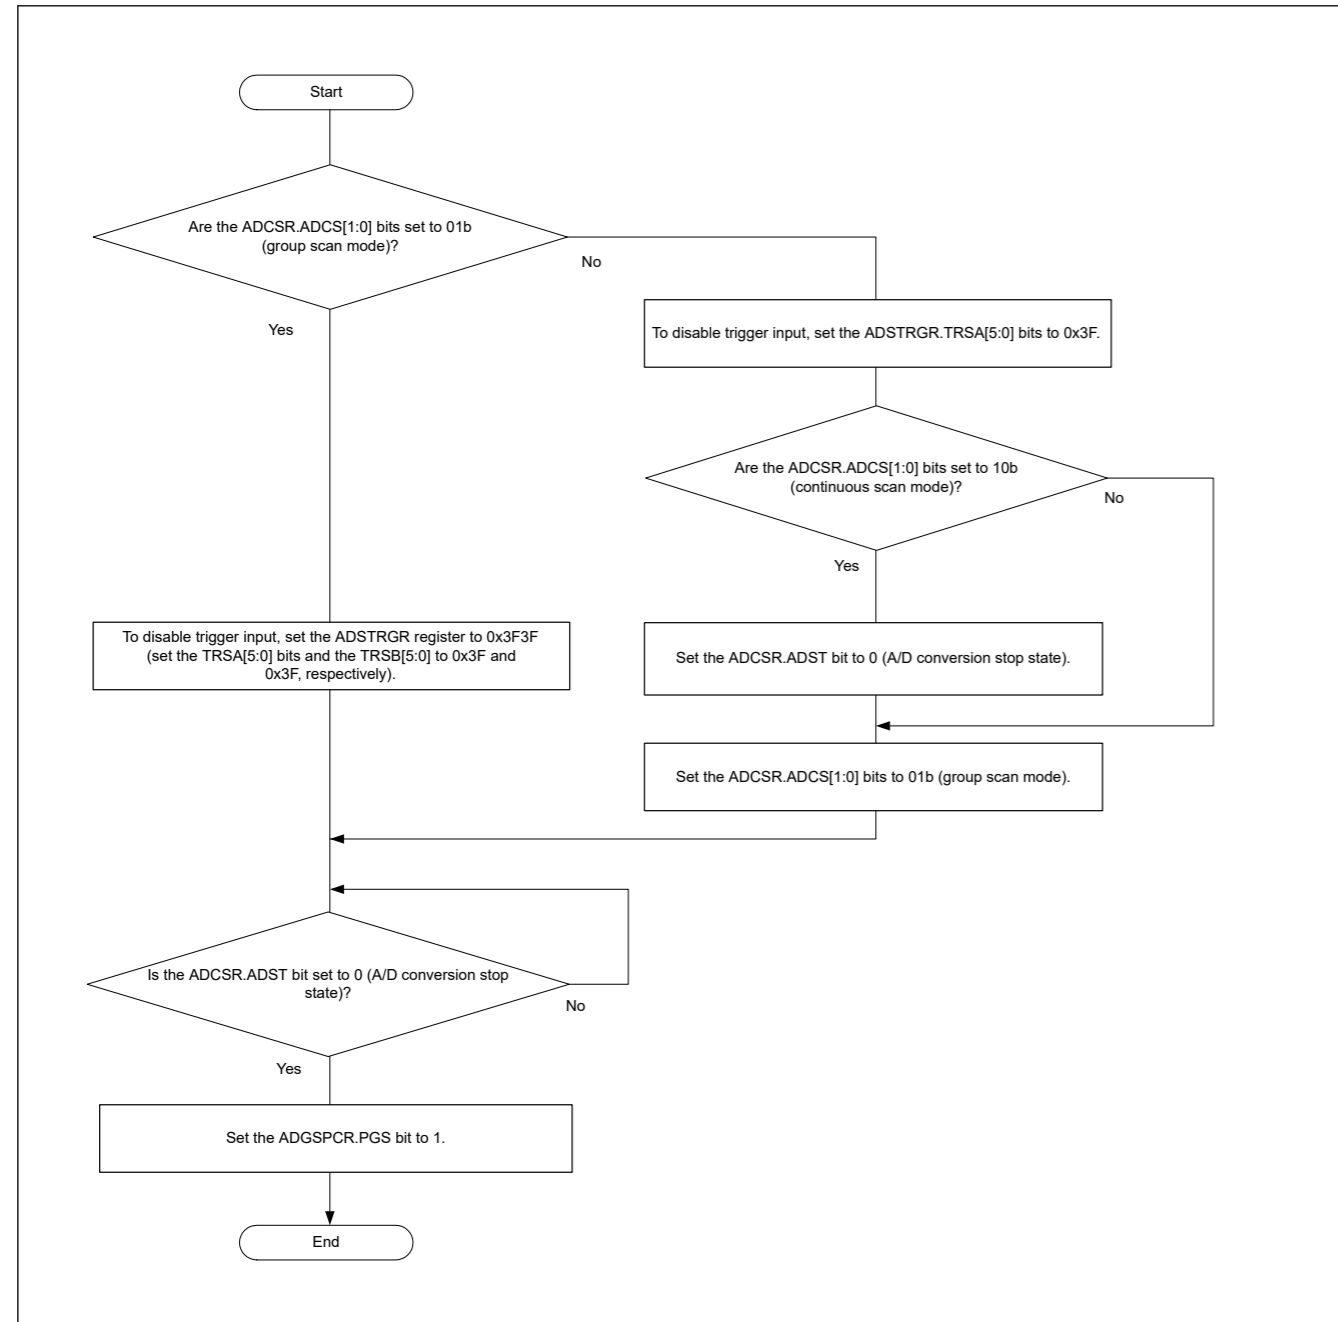 Start
Are the ADCSR.ADCS[1:0] bits set to 01b
(group scan mode)?
No
Yes
To disable trigger input, set the ADSTRGR.TRSA[5:0] bits to 0x3F.
Are the ADCSR.ADCS[1:0] bits set to 10b
(continuous scan mode)?
No
Yes
To disable trigger input, set the ADSTRGR register to 0x3F3F
(set the TRSA[5:0] bits and the TRSB[5:0] to 0x3F and
0x3F, respectively).
Set the ADCSR.ADST bit to 0 (A/D conversion stop state).
Set the ADCSR.ADCS[1:0] bits to 01b (group scan mode).
Is the ADCSR.ADST bit set to 0 (A/D conversion stop
state)?
No
Yes
Set the ADGSPCR.PGS bit to 1.
End